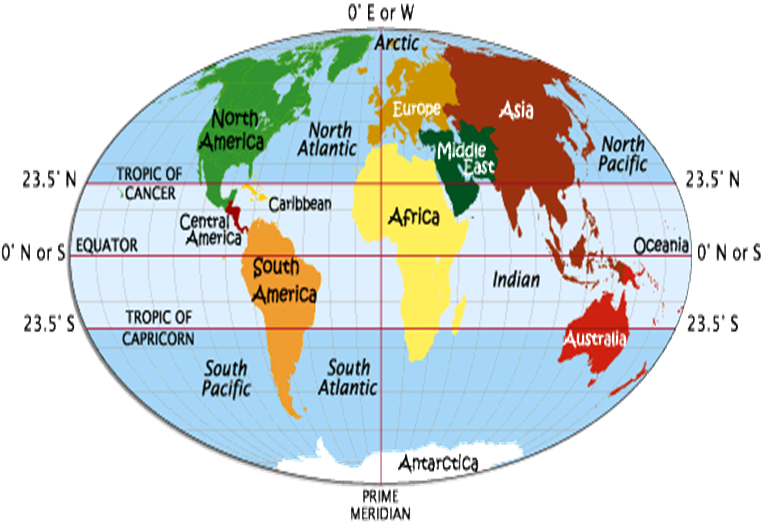 0° E or W
Arctic
North
America
North
Atlantic
Europe
Asia
Middle
East
North
Pacific
23.5° N
TROPIC OF
CANCER
23.5° N
Caribbean
Central
America
Africa
0° N or S
EQUATOR
Oceania
0° N or S
South
America
Indian
23.5° S
TROPIC OF
CAPRICORN
23.5° S
Australia
South
Pacific
South
Atlantic
Antarctica
PRIME
MERIDIAN